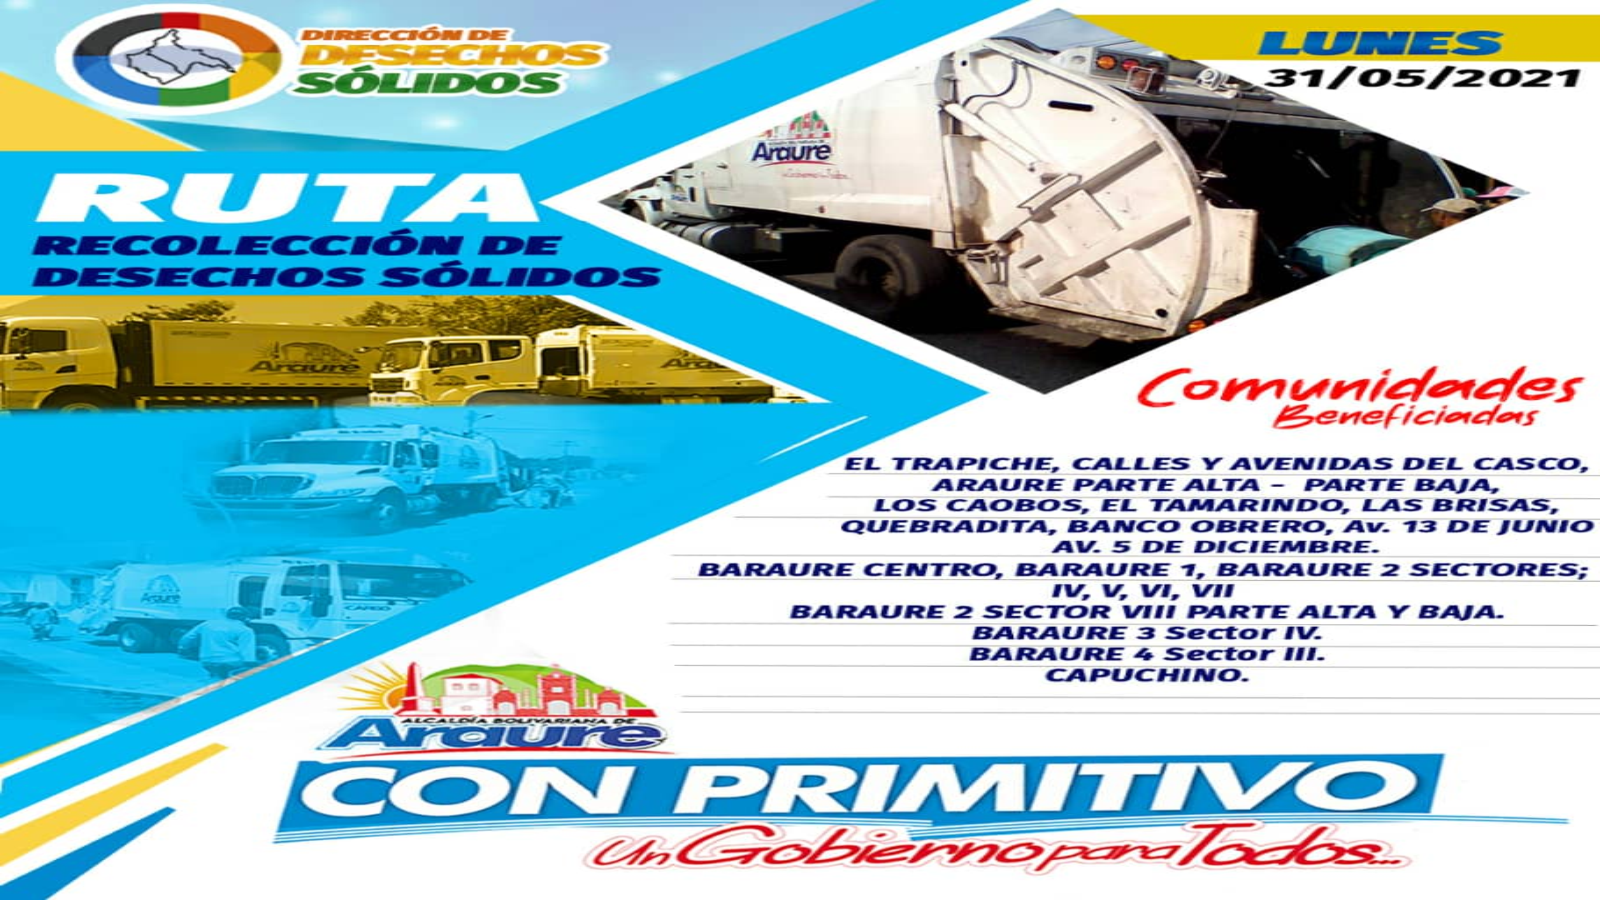 DIRECCIÓN DE
DESECHOS
SÓLIDOS
LUNES
31/05/2021
RUTA
RECOLECCIÓN DE
DESECHOS SÓLIDOS
Araure
Araure
Araure
Comunidades
Beneficiadas
EL TRAPICHE, CALLES Y AVENIDAS DEL CASCO,
ARAURE PARTE ALTA - PARTE BAJA,
LOS CAOBOS, EL TAMARINDO, LAS BRISAS,
QUEBRADITA, BANCO OBRERO, Av. 13 DE JUNIO
AV. 5 DE DICIEMBRE.
BARAURE CENTRO, BARAURE 1, BARAURE 2 SECTORES;
IV, V, VI, VII
BARAURE 2 SECTOR VIII PARTE ALTA Y BAJA.
BARAURE 3 Sector IV.
BARAURE 4 Sector III.
CAPUCHINO.
Araure
CARGO
ALCALDÍA BOLIVARIANA DE
Araure
CON PRIMITIVO
Un Gobierno para Todos...